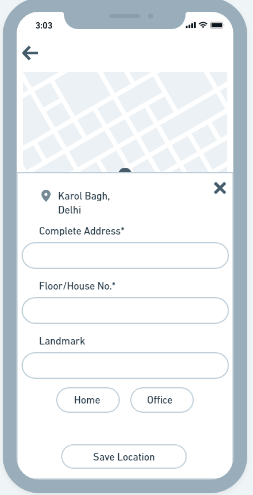 3:03
Karol Bagh,
Delhi
Complete Address*
Floor/House No.*
Landmark
Home
Office
Save Location